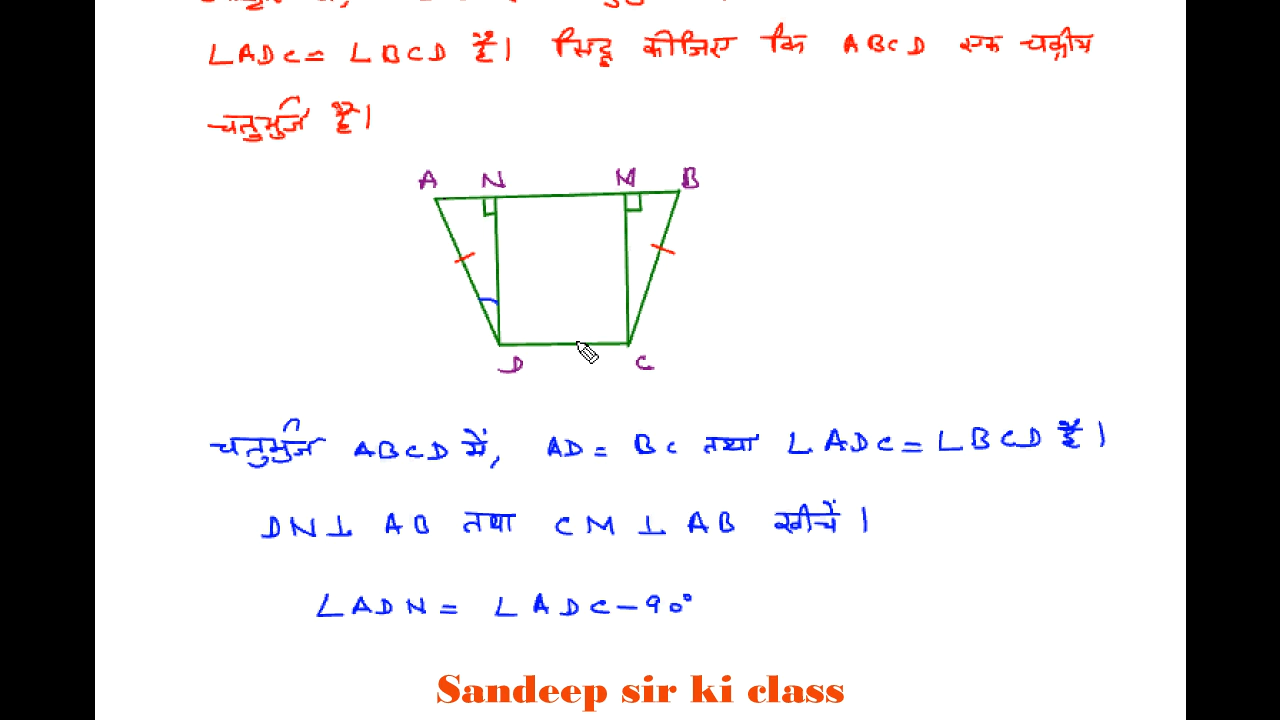 ∠ADC = ∠BCD है। सिद्ध कीजिए कि ABCD एक चक्रीय
चतुर्भुज है।
A N M B
D C
चतुर्भुज ABCD में, AD = BC तथा ∠ADC = ∠BCD है।
DN ⊥ AB तथा CM ⊥ AB खींचें।
∠ADN = ∠ADC - 90°
Sandeep sir ki class